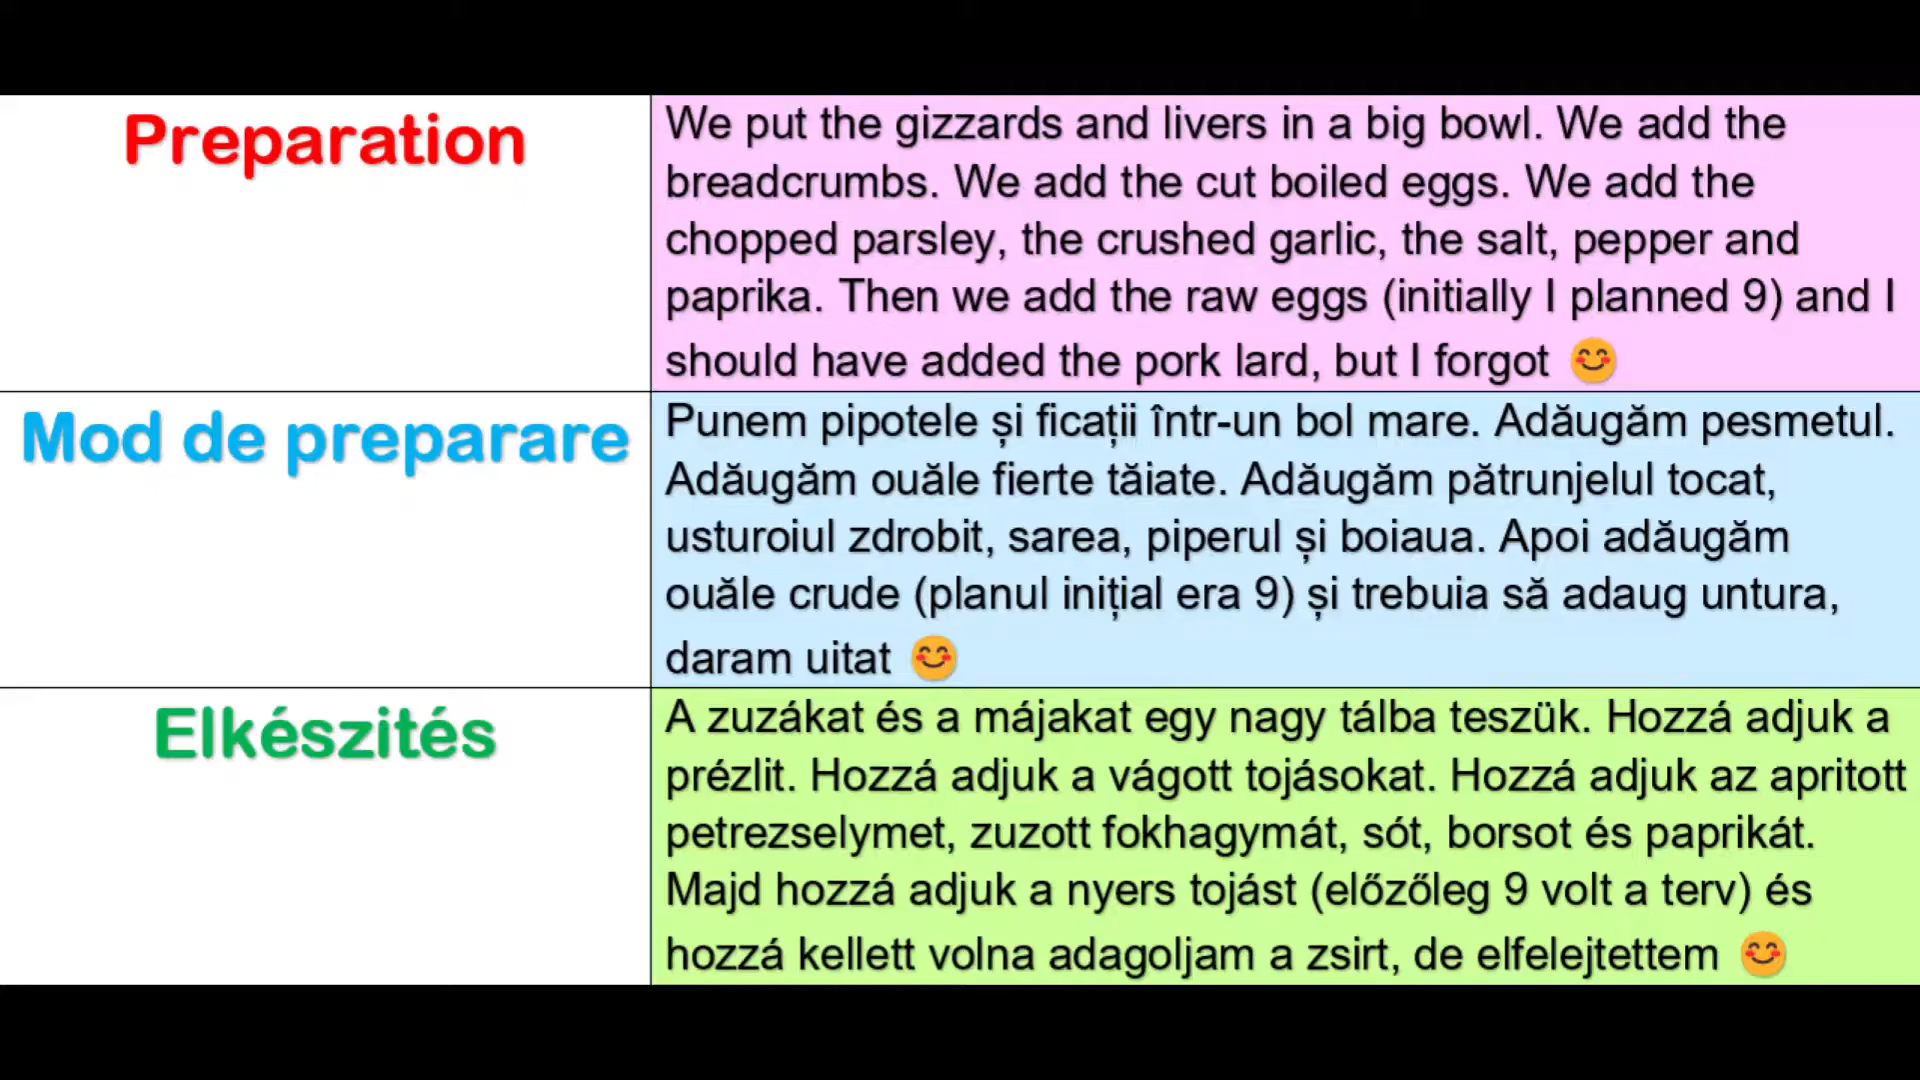 Preparation
We put the gizzards and livers in a big bowl. We add the
breadcrumbs. We add the cut boiled eggs. We add the
chopped parsley, the crushed garlic, the salt, pepper and
paprika. Then we add the raw eggs (initially I planned 9) and I
should have added the pork lard, but I forgot 😊
Mod de preparare
Punem pipotele și ficații într-un bol mare. Adăugăm pesmetul.
Adăugăm ouăle fierte tăiate. Adăugăm pătrunjelul tocat,
usturoiul zdrobit, sarea, piperul și boiaua. Apoi adăugăm
ouăle crude (planul inițial era 9) și trebuia să adaug untura,
daram uitat 😊
Elkészités
A zuzákat és a májakat egy nagy tálba teszük. Hozzá adjuk a
prézlit. Hozzá adjuk a vágott tojásokat. Hozzá adjuk az apritott
petrezselymet, zuzott fokhagymát, sót, borsot és paprikát.
Majd hozzá adjuk a nyers tojást (előzőleg 9 volt a terv) és
hozzá kellett volna adagoljam a zsirt, de elfelejtettem 😊